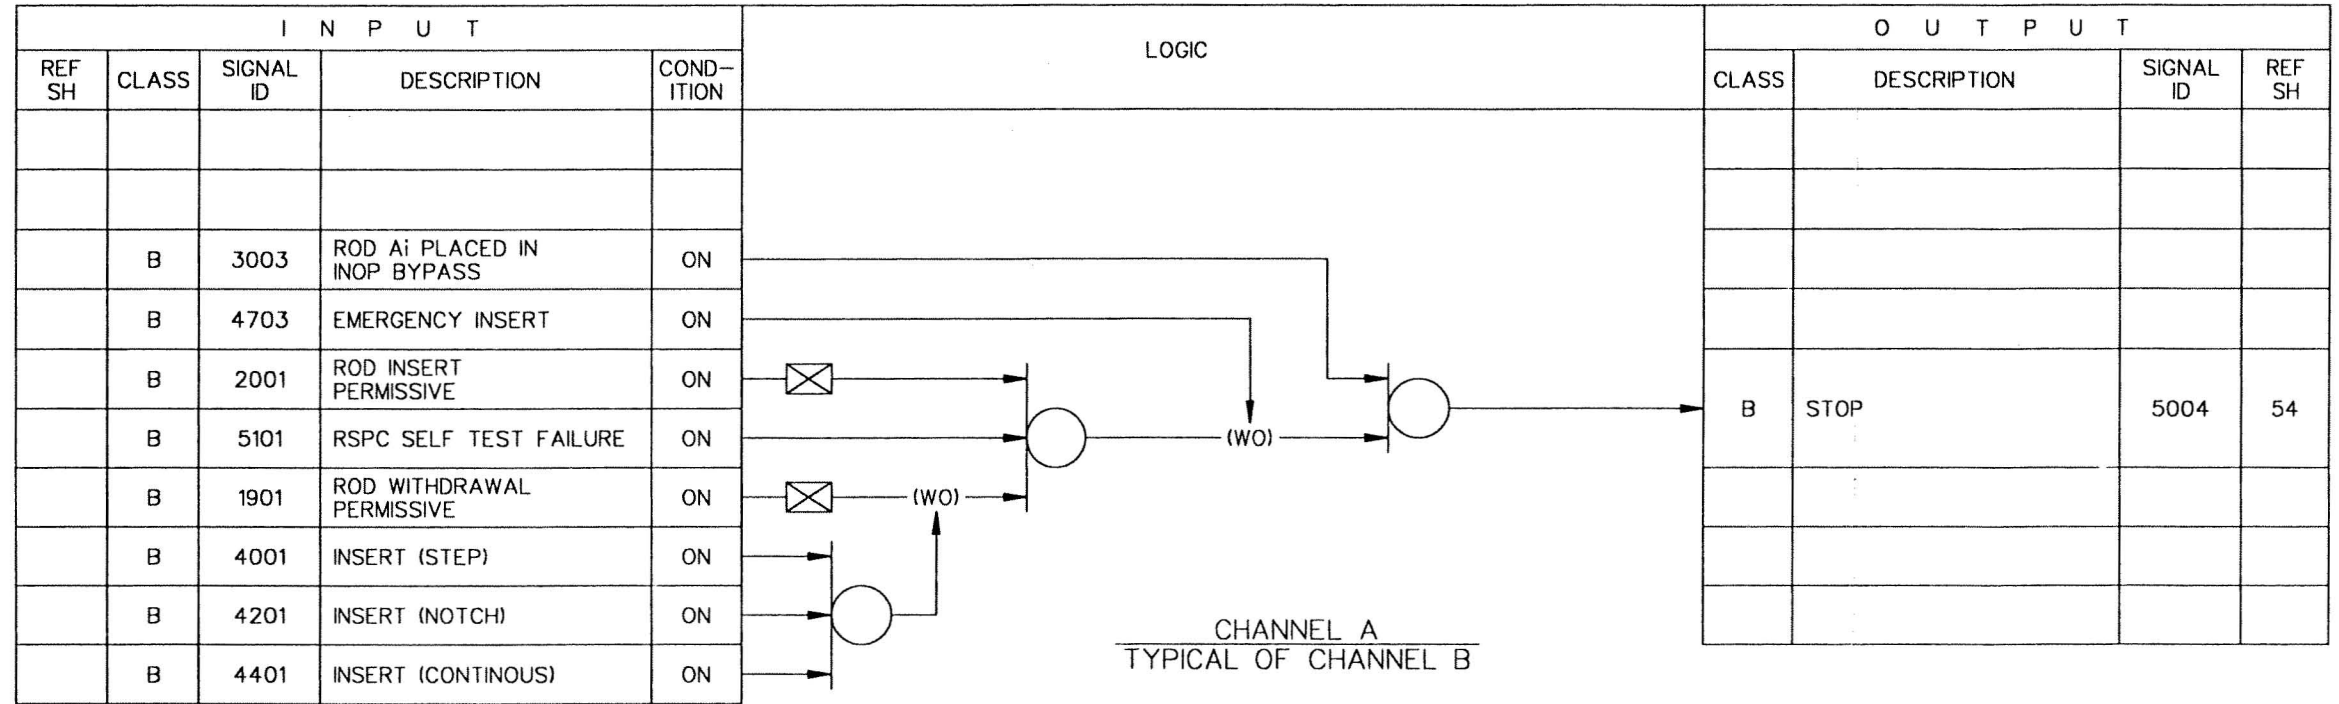 I N P U T
LOGIC
O U T P U T
REF SH
CLASS
SIGNAL ID
DESCRIPTION
COND-ITION
CLASS
DESCRIPTION
SIGNAL ID
REF SH
B 3003 ROD Ai PLACED IN
INOP BYPASS ON
B 4703 EMERGENCY INSERT ON
B 2001 ROD INSERT
PERMISSIVE ON
B STOP 5004 54
B 5101 RSPC SELF TEST FAILURE ON
(WO)
B 1901 ROD WITHDRAWAL
PERMISSIVE ON
(WO)
B 4001 INSERT (STEP) ON
B 4201 INSERT (NOTCH) ON
B 4401 INSERT (CONTINOUS) ON
CHANNEL A
TYPICAL OF CHANNEL B